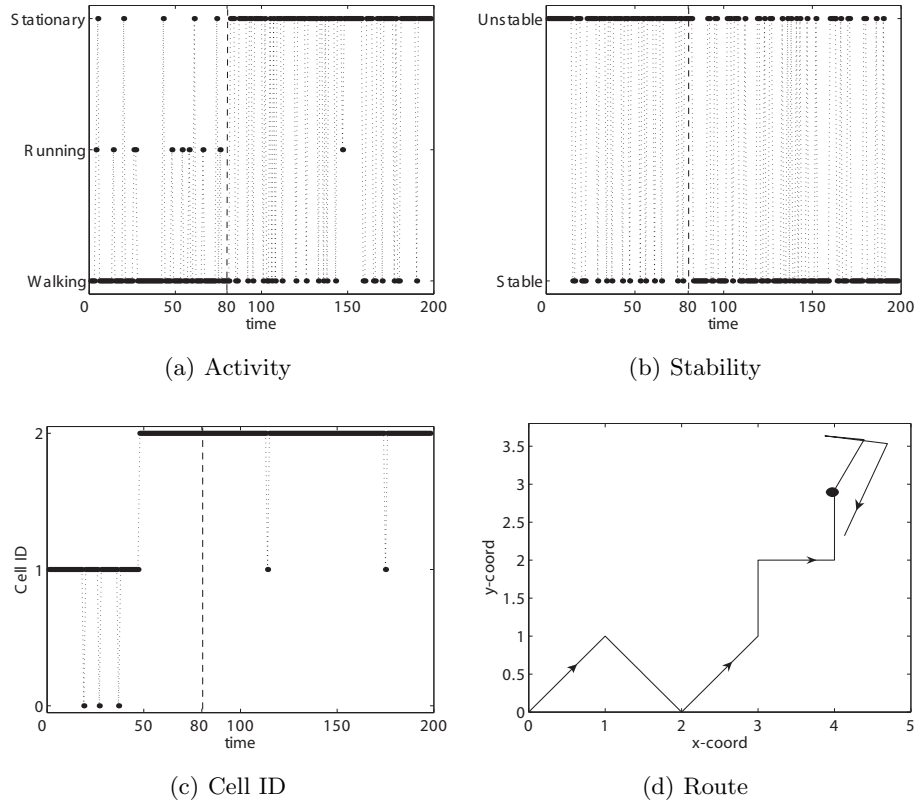 Stationary
Running
Walking
0 50 80 100 150 200
time
(a) Activity
Unstable
Stable
0 50 80 100 150 200
time
(b) Stability
2
1
0
Cell ID
0 50 80 100 150 200
time
(c) Cell ID
3.5
3
2.5
2
1.5
1
0.5
0
y-coord
0 1 2 3 4 5
x-coord
(d) Route